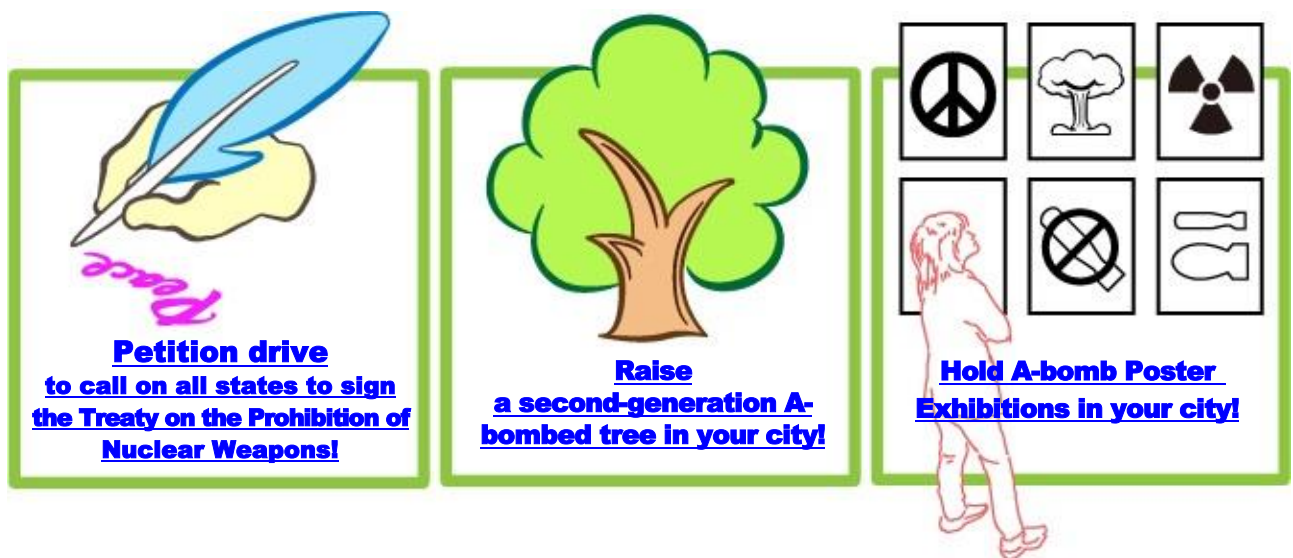 Peace
Petition drive
to call on all states to sign
the Treaty on the Prohibition of
Nuclear Weapons!
Raise
a second-generation A-
bombed tree in your city!
Hold A-bomb Poster
Exhibitions in your city!